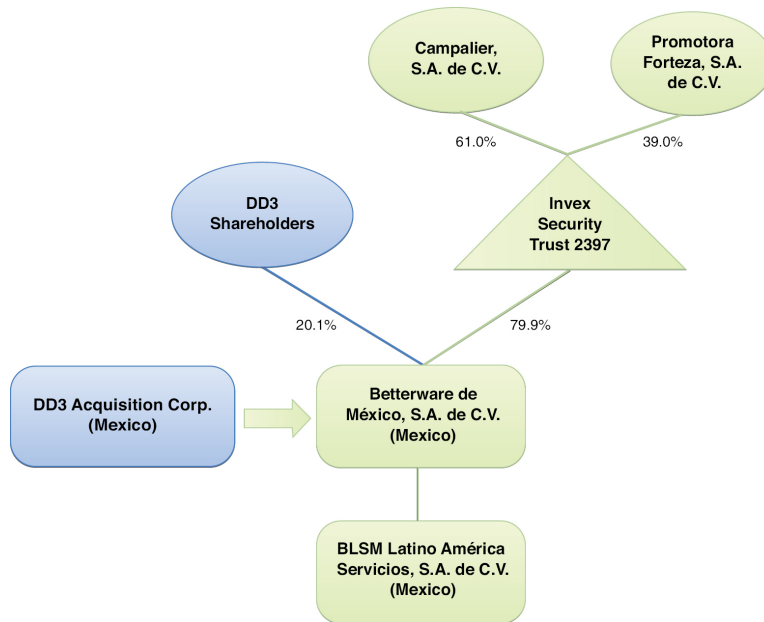 Campalier,
S.A. de C.V.
Promotora
Forteza, S.A.
de C.V.
61.0%
39.0%
DD3
Shareholders
Invex
Security
Trust 2397
20.1%
79.9%
DD3 Acquisition Corp.
(Mexico)
Betterware de
México, S.A. de C.V.
(Mexico)
BLSM Latino América
Servicios, S.A. de C.V.
(Mexico)